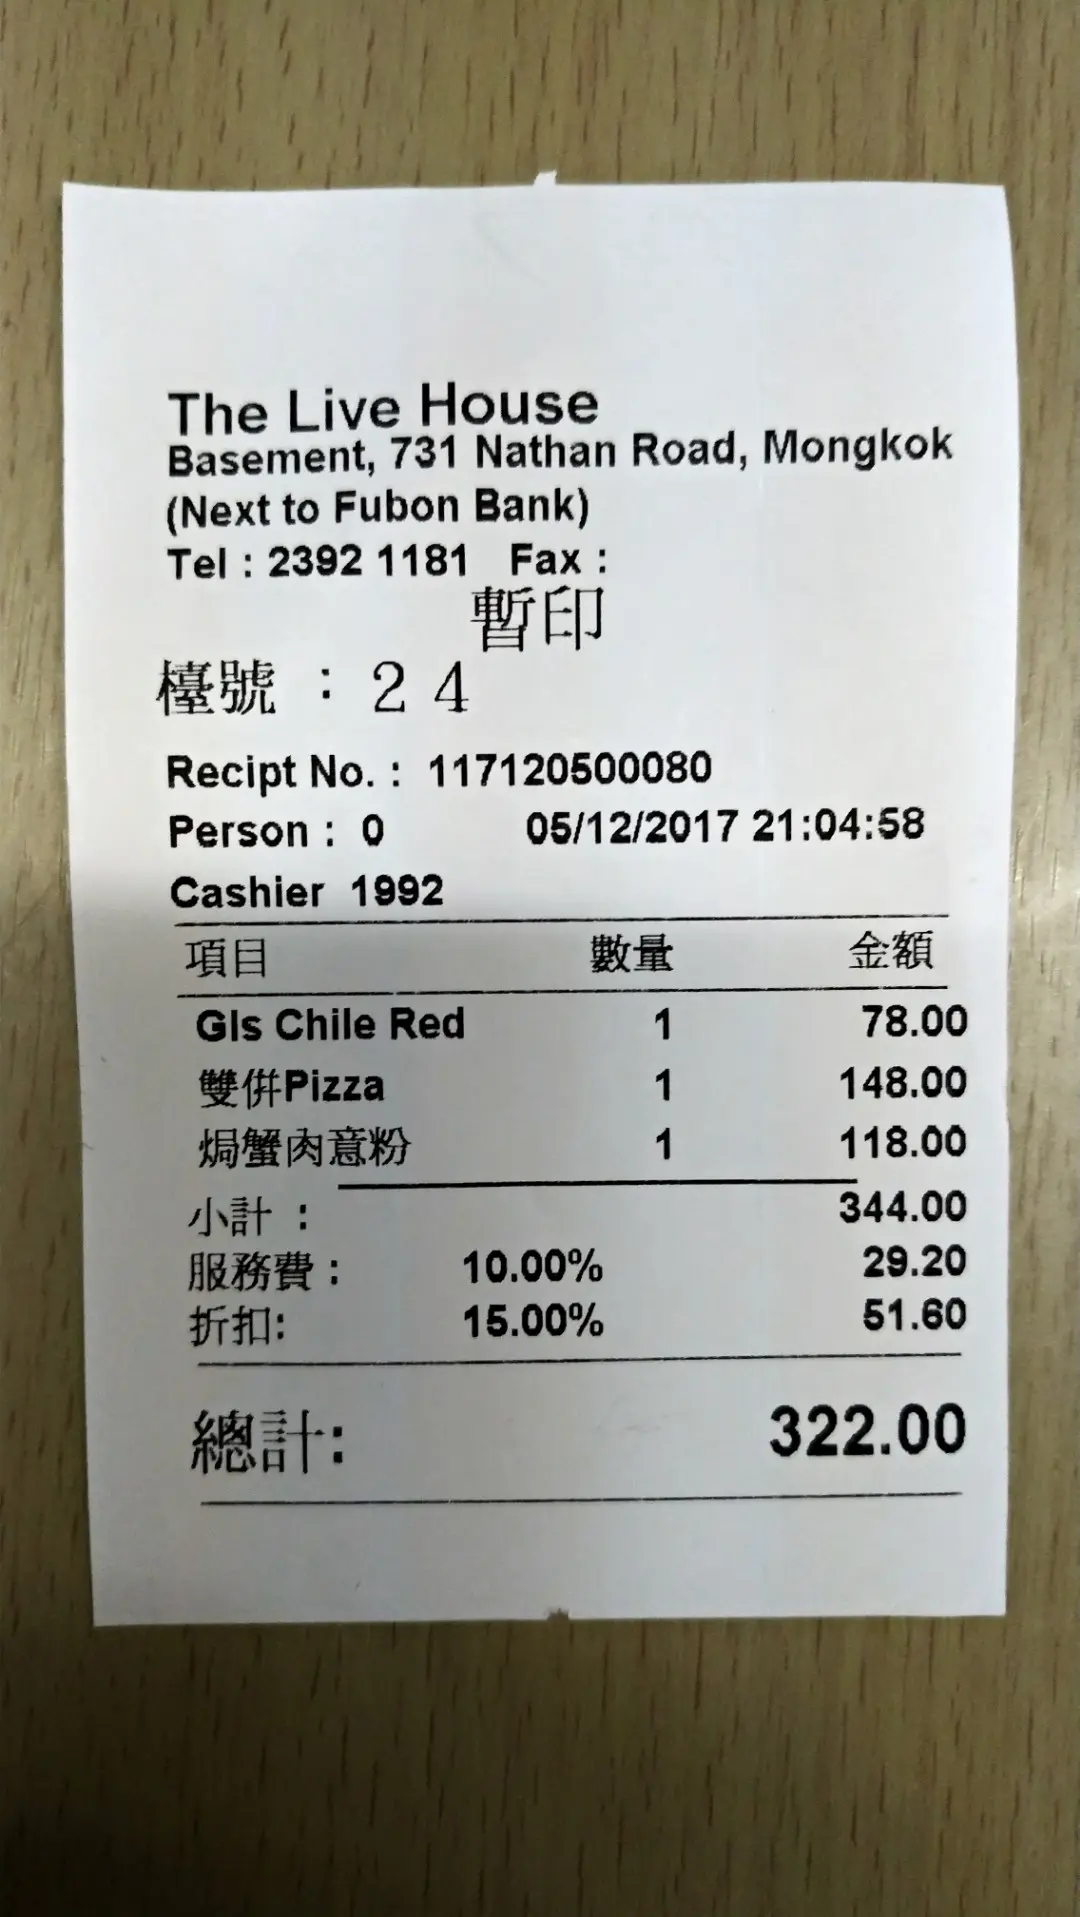 The Live House
Basement, 731 Nathan Road, Mongkok
(Next to Fubon Bank)
Tel : 2392 1181 Fax :
暫印
檯號 : 24
Recipt No. : 117120500080
Person : 0 05/12/2017 21:04:58
Cashier 1992
項目 數量 金額
Gls Chile Red 1 78.00
雙倂Pizza 1 148.00
焗蟹肉意粉 1 118.00
小計 : 344.00
服務費 : 10.00% 29.20
折扣: 15.00% 51.60
總計: 322.00